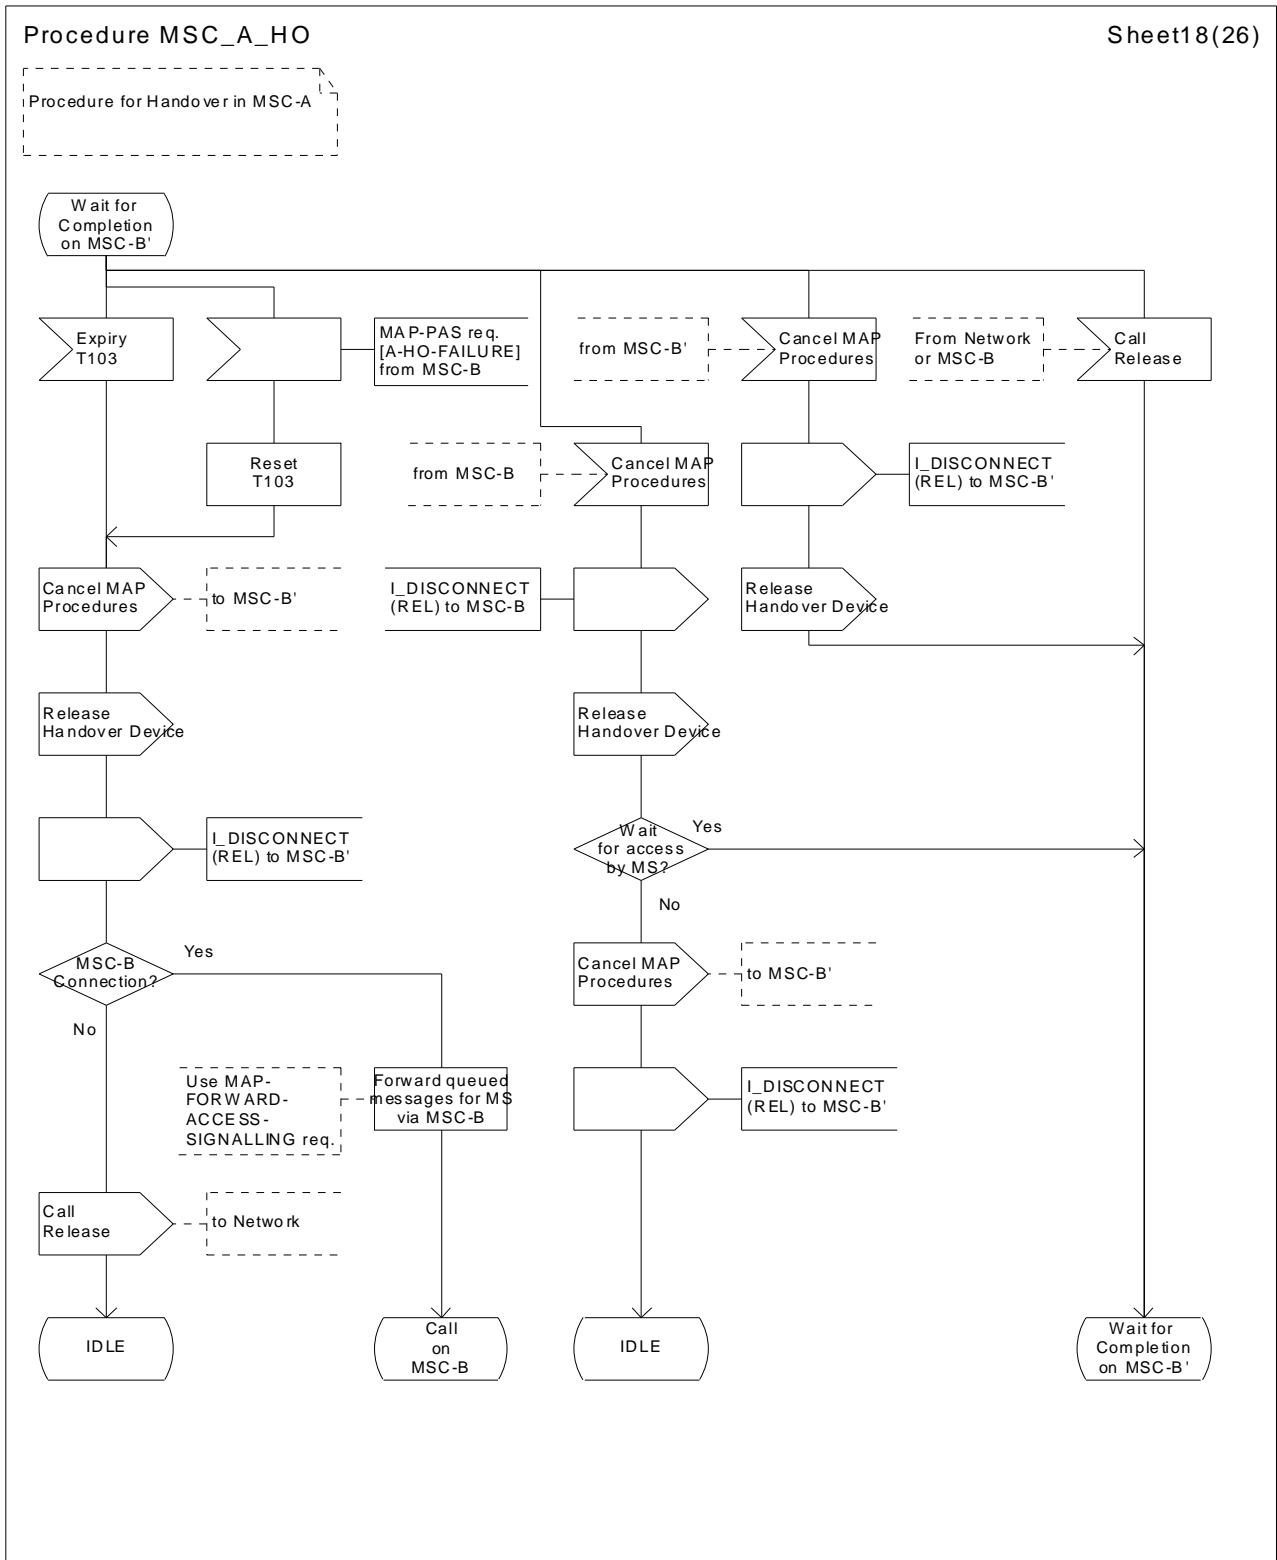 Procedure MSC_A_HO
Sheet18(26)
Procedure for Handover in MSC-A
Wait for
Completion
on MSC-B'
Expiry
T103
MAP-PAS req.
[A-HO-FAILURE]
from MSC-B
from MSC-B'
Cancel MAP
Procedures
From Network
or MSC-B
Call
Release
Reset
T103
from MSC-B
Cancel MAP
Procedures
I_DISCONNECT
(REL) to MSC-B'
Cancel MAP
Procedures
to MSC-B'
I_DISCONNECT
(REL) to MSC-B
Release
Handover Device
Release
Handover Device
Release
Handover Device
I_DISCONNECT
(REL) to MSC-B'
Wait
for access
by MS?
Yes
No
MSC-B
Connection?
Yes
No
Cancel MAP
Procedures
to MSC-B'
Use MAP-
FORWARD-
ACCESS-
SIGNALLING req.
Forward queued
messages for MS
via MSC-B
I_DISCONNECT
(REL) to MSC-B'
Call
Release
to Network
IDLE
Call
on
MSC-B
IDLE
Wait for
Completion
on MSC-B'